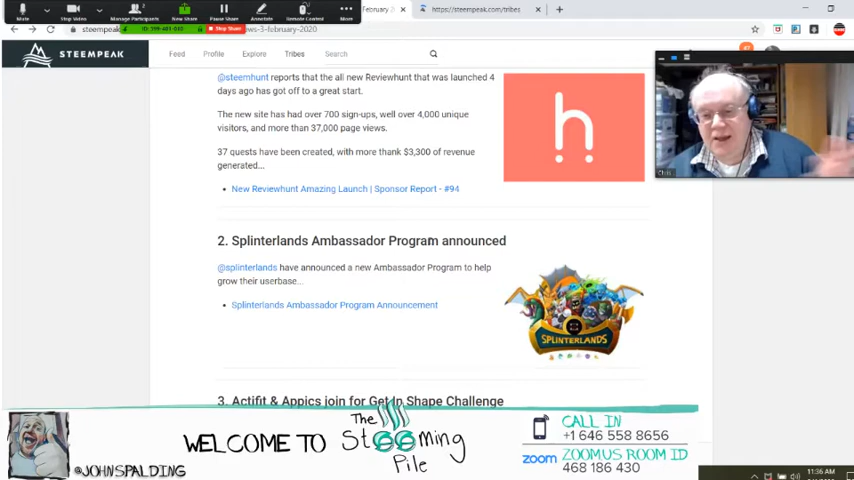 Mute
Stop Video
Manage Participants
2
New Share
Pause Share
Annotate
Remote Control
More
February
https://steempeak.com/tribes
Stop Share
steempeak
ws-3-february-2020
STEEMPEAK
Feed
Profile
Explore
Tribes
Search
@steemhunt reports that the all new Reviewhunt that was launched 4
days ago has got off to a great start.
The new site has had over 700 sign-ups, well over 4,000 unique
visitors, and more than 37,000 page views.
37 quests have been created, with more thank $3,300 of revenue
generated...
New Reviewhunt Amazing Launch | Sponsor Report - #94
h
2. Splinterlands Ambassador Program announced
@splinterlands have announced a new Ambassador Program to help
grow their userbase...
Splinterlands Ambassador Program Announcement
SPLINTERLANDS
3. Actifit & Appics join for Get In Shape Challenge
@JOHNSPALDING
WELCOME TO
The
Steeming
Pile
CALL IN
+1 646 558 8656
zoom
ZOOMUS ROOM ID
468 186 430
11:36 AM